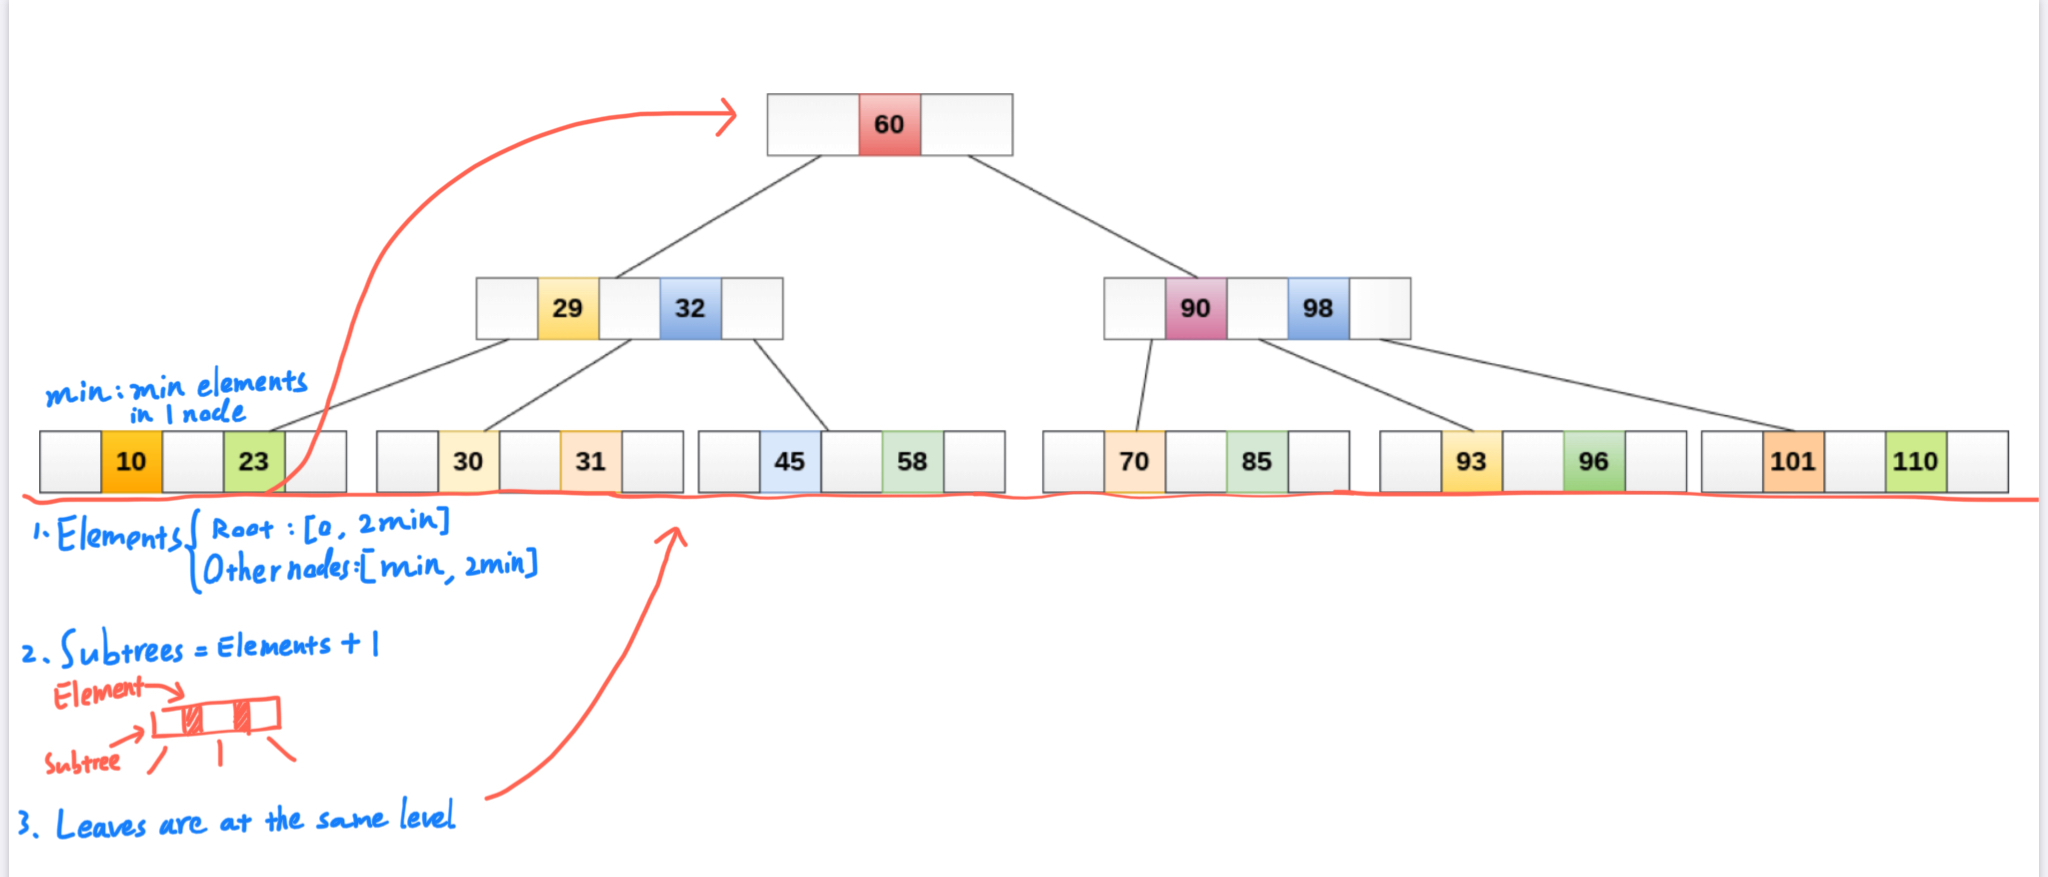 60
29 32
90 98
min: min elements
in 1 node
10 23
30 31
45 58
70 85
93 96
101 110
1. Elements { Root : [0, 2min]
Other nodes: [min, 2min]
2. Subtrees = Elements + 1
Element
Subtree
3. Leaves are at the same level